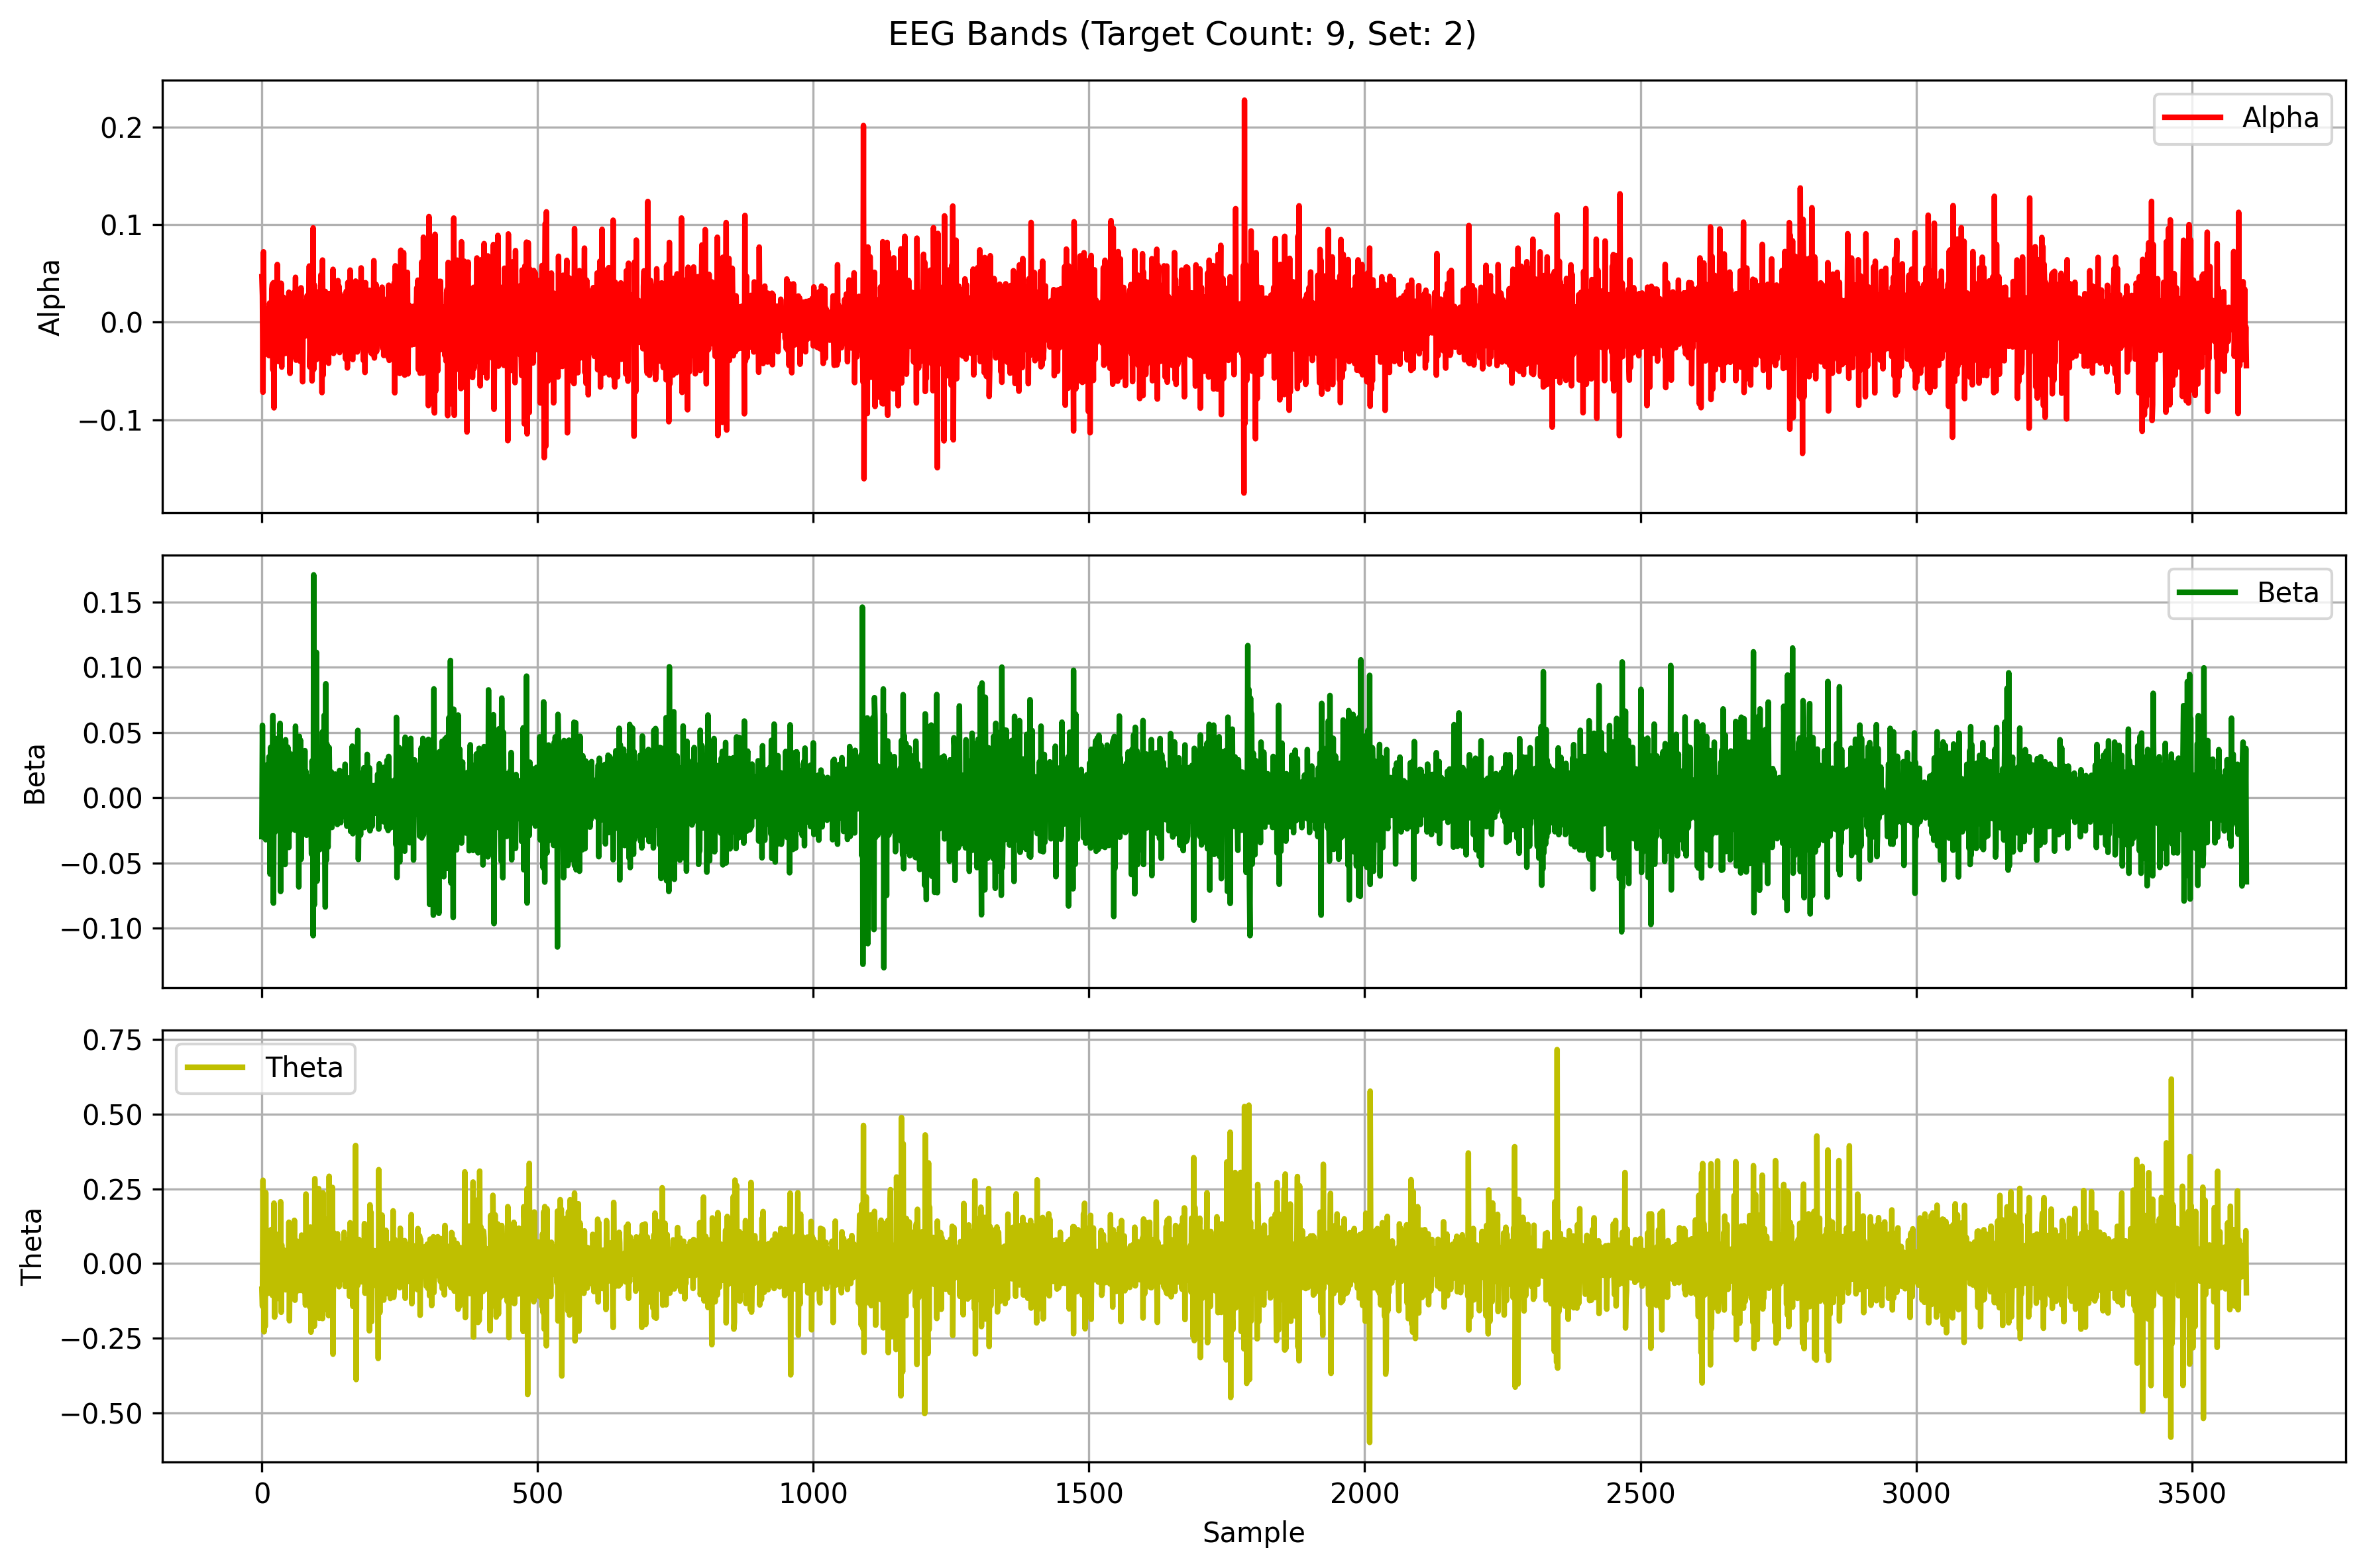 EEG Bands (Target Count: 9, Set: 2)
Alpha
0.2
0.1
0.0
−0.1
Alpha
Beta
0.15
0.10
0.05
0.00
−0.05
−0.10
Beta
Theta
0.75
0.50
0.25
0.00
−0.25
−0.50
Theta
0 500 1000 1500 2000 2500 3000 3500
Sample